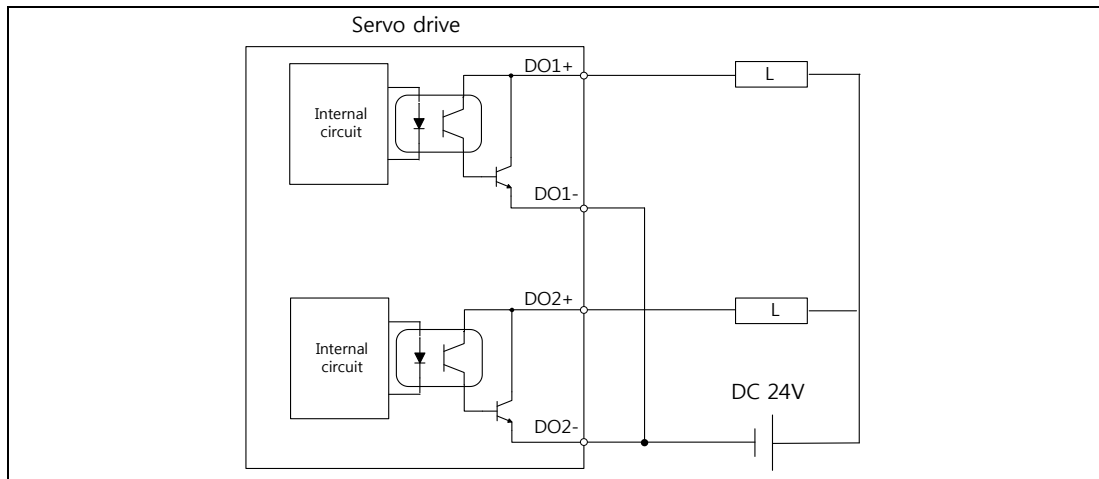 Servo drive
DO1+
L
Internal
circuit
DO1-
DO2+
L
Internal
circuit
DC 24V
DO2-